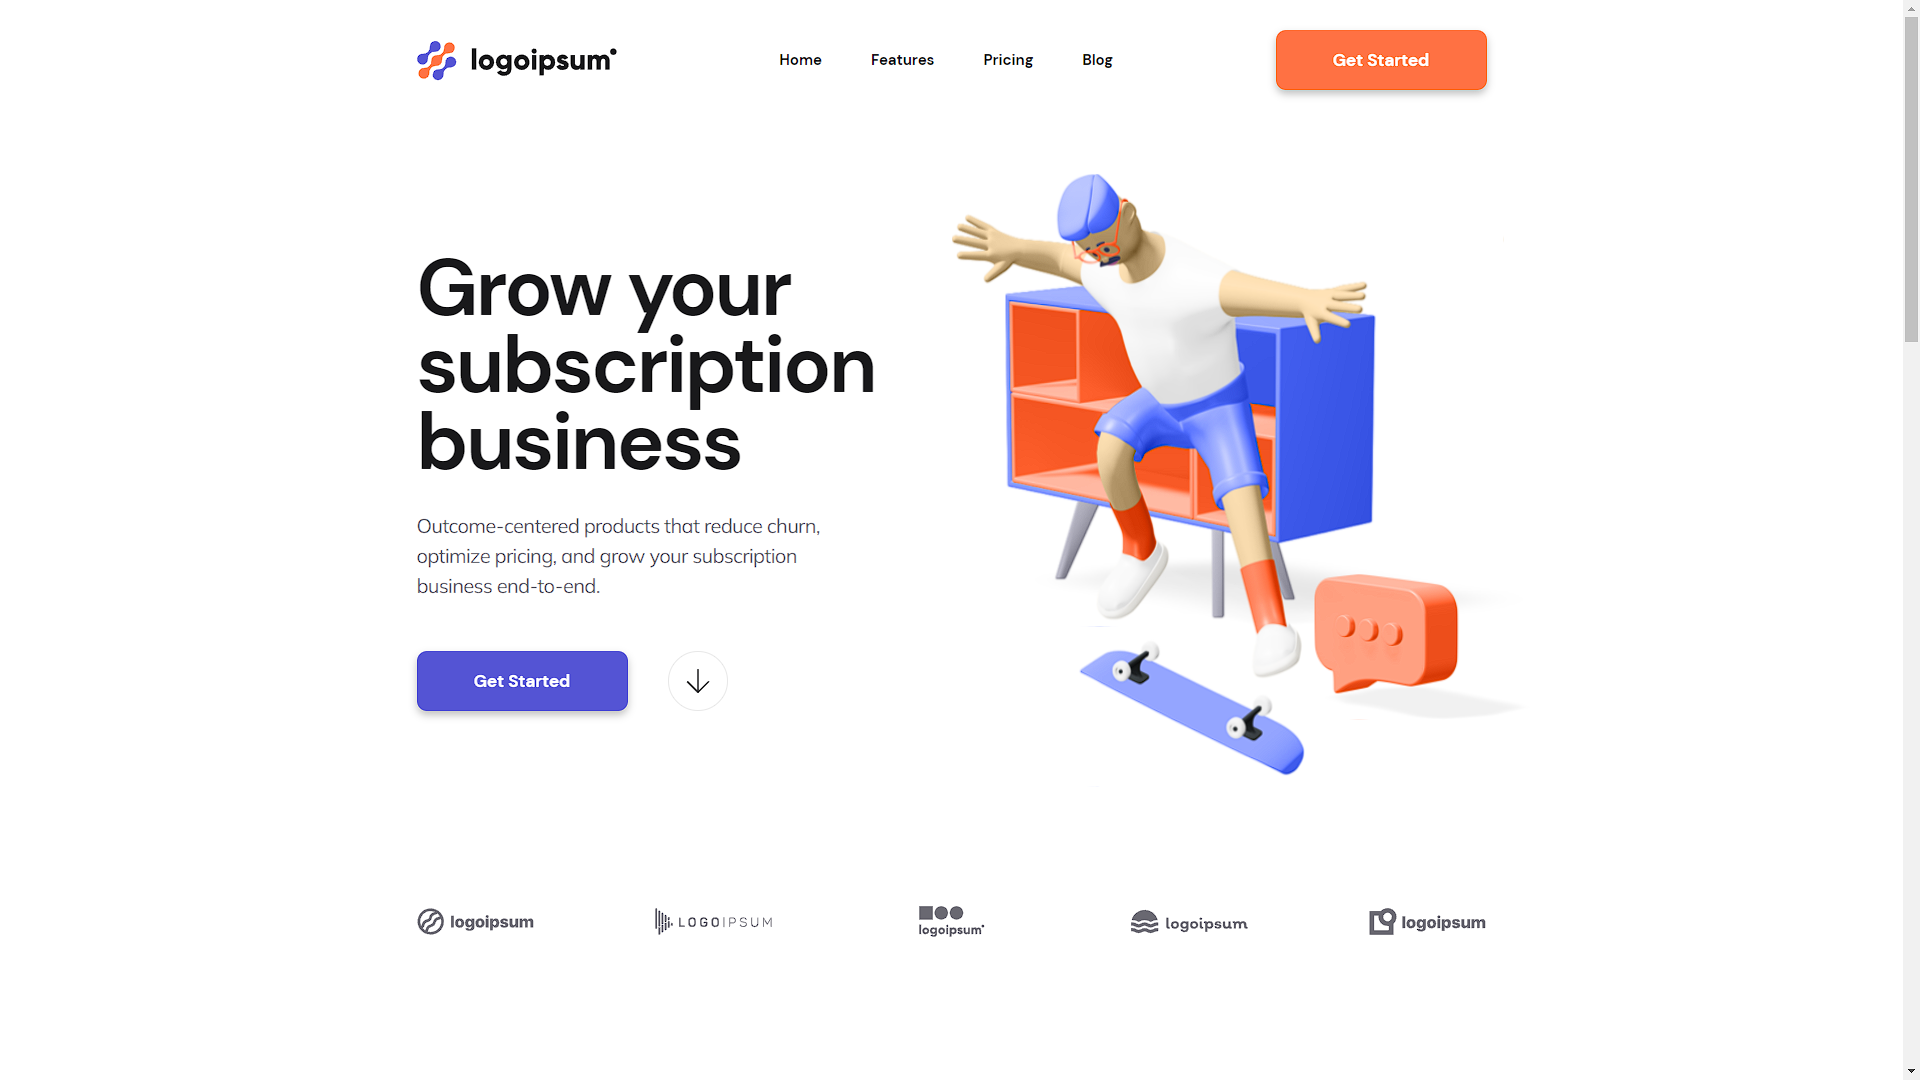 logoipsum
Home
Features
Pricing
Blog
Get Started
Grow your
subscription
business
Outcome-centered products that reduce churn,
optimize pricing, and grow your subscription
business end-to-end.
Get Started
logoipsum
LOGOIPSUM
logoipsum
logoipsum
logoipsum